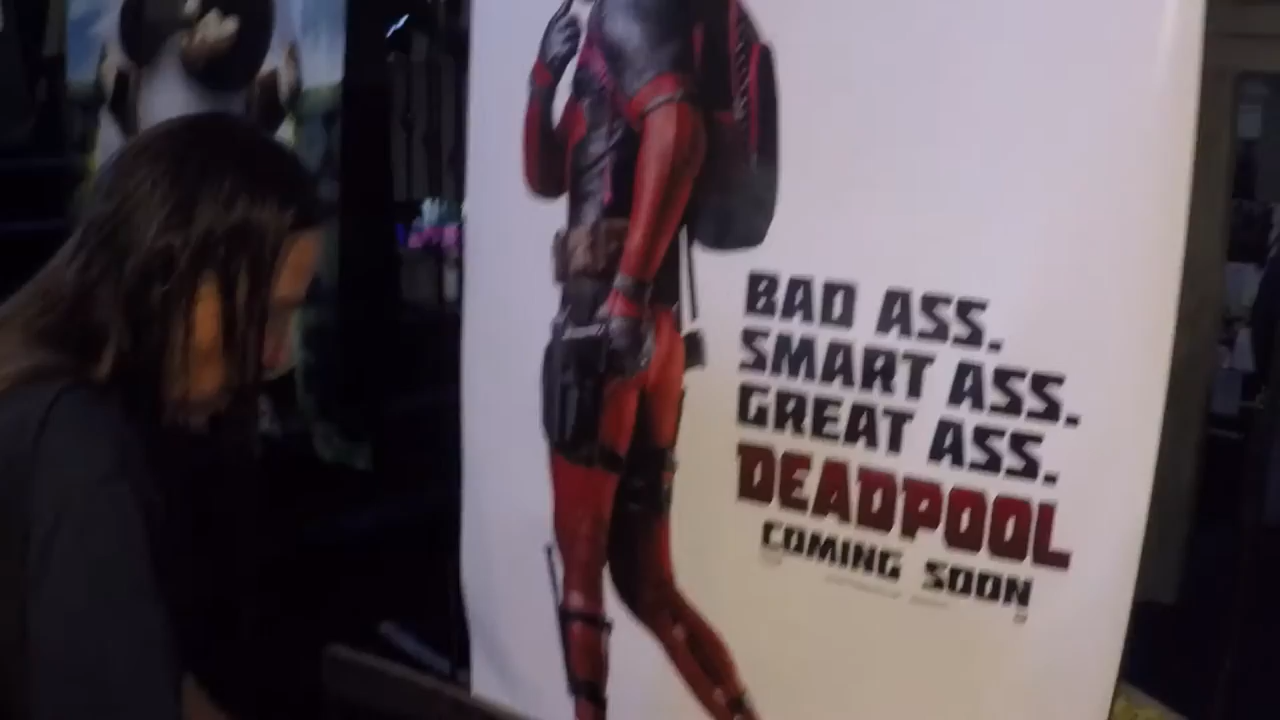 BAD ASS.
SMART ASS.
GREAT ASS.
DEADPOOL
COMING SOON